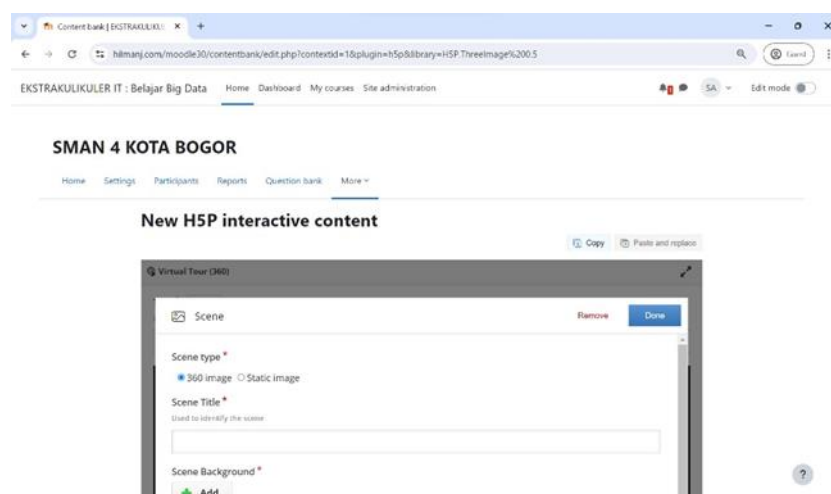 Content bank | EKSTRAKULIKU
hilmanj.com/moodle30/contentbank/edit.php?contextid=1&plugin=h5p&library=H5P.ThreeImage%200.5
Guest
EKSTRAKULIKULER IT : Belajar Big Data Home Dashboard My courses Site administration SA Edit mode
SMAN 4 KOTA BOGOR
Home Settings Participants Reports Question bank More
New H5P interactive content
Copy Paste and replace
Virtual Tour (360)
Scene Remove Done
Scene type *
360 image Static image
Scene Title *
Used to identify the scene
Scene Background *
Add
?